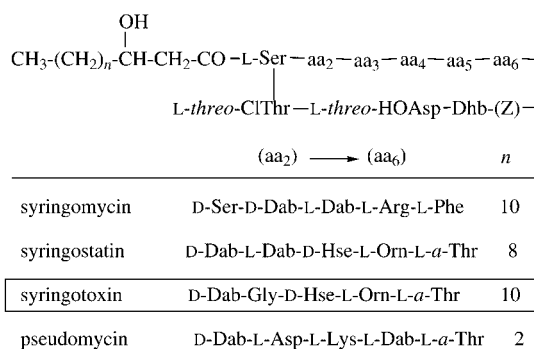 OH
CH₃-(CH₂)ₙ-CH-CH₂-CO-L-Ser-aa₂-aa₃-aa₄-aa₅-aa₆-
L-threo-ClThr-L-threo-HOAsp-Dhb-(Z)-
(aa₂) → (aa₆) n
syringomycin D-Ser-D-Dab-L-Dab-L-Arg-L-Phe 10
syringostatin D-Dab-L-Dab-D-Hse-L-Orn-L-a-Thr 8
syringotoxin D-Dab-Gly-D-Hse-L-Orn-L-a-Thr 10
pseudomycin D-Dab-L-Asp-L-Lys-L-Dab-L-a-Thr 2